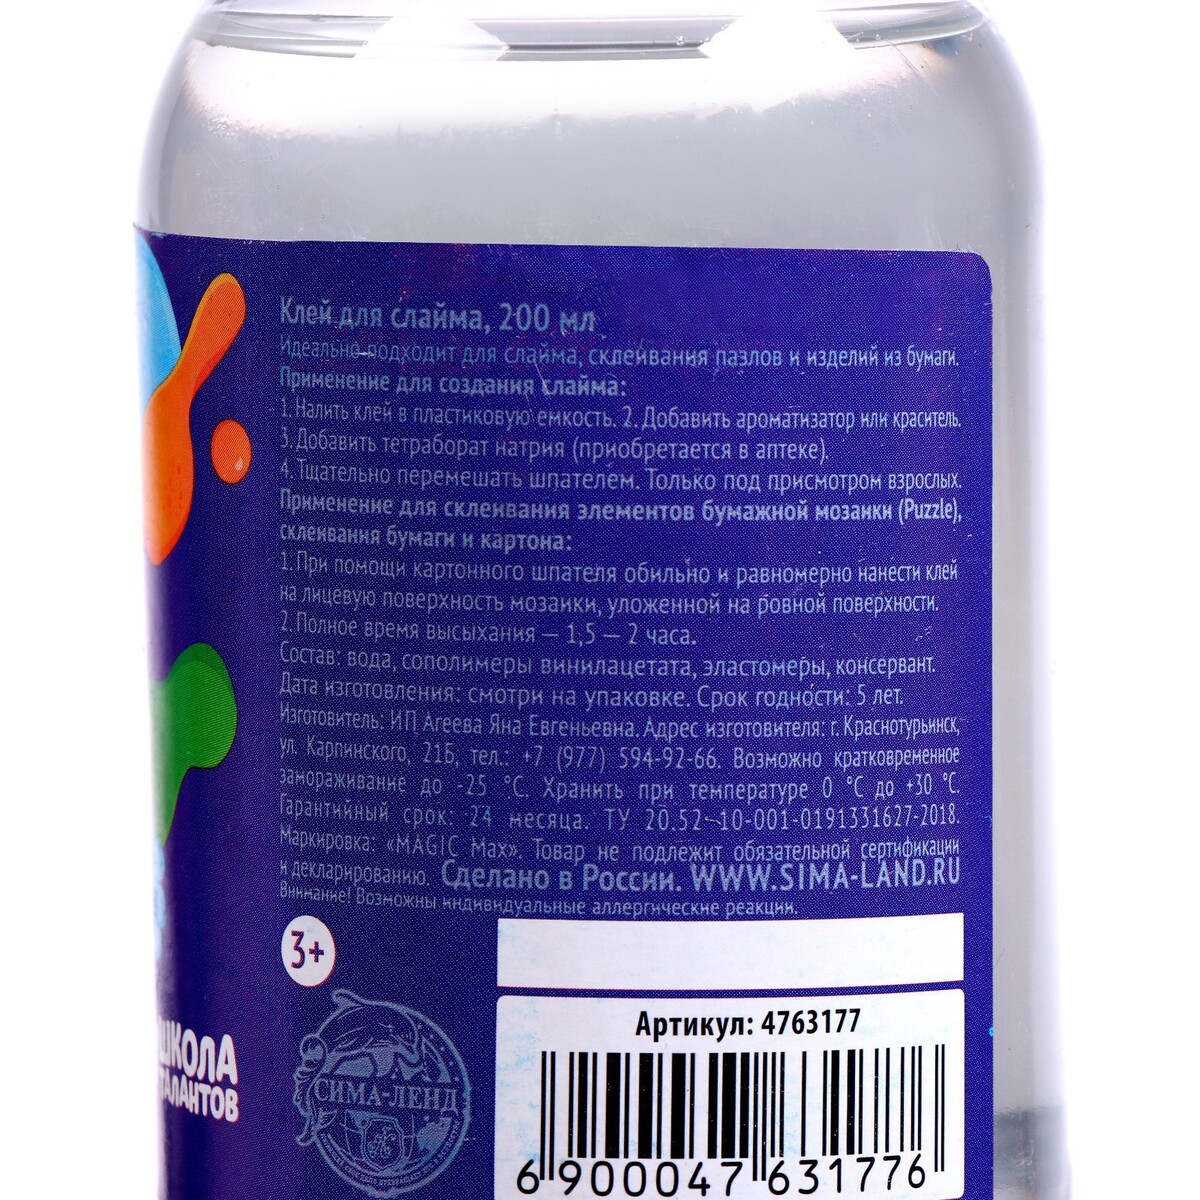 Клей для слайма, 200 мл
Идеально подходит для слайма, склеивания пазлов и изделий из бумаги.
Применение для создания слайма:
1. Налить клей в пластиковую емкость. 2. Добавить ароматизатор или краситель.
3. Добавить тетраборат натрия (приобретается в аптеке).
4. Тщательно перемешать шпателем. Только под присмотром взрослых.
Применение для склеивания элементов бумажной мозаики (Puzzle),
склеивания бумаги и картона:
1. При помощи картонного шпателя обильно и равномерно нанести клей
на лицевую поверхность мозаики, уложенной на ровной поверхности.
2. Полное время высыхания — 1,5 — 2 часа.
Состав: вода, сополимеры винилацетата, эластомеры, консервант.
Дата изготовления: смотри на упаковке. Срок годности: 5 лет.
Изготовитель: ИП Агеева Яна Евгеньевна. Адрес изготовителя: г. Краснотурьинск,
ул. Карпинского, 21Б, тел.: +7 (977) 594-92-66. Возможно кратковременное
замораживание до -25 °С. Хранить при температуре 0 °С до +30 °С.
Гарантийный срок: 24 месяца. ТУ 20.52-10-001-0191331627-2018.
Маркировка: «MAGIC Max». Товар не подлежит обязательной сертификации
и декларированию. Сделано в России. WWW.SIMA-LAND.RU
Внимание! Возможны индивидуальные аллергические реакции.
3+
ШКОЛА
ТАЛАНТОВ
СИМА-ЛЕНД
Артикул: 4763177
6 900047 631776